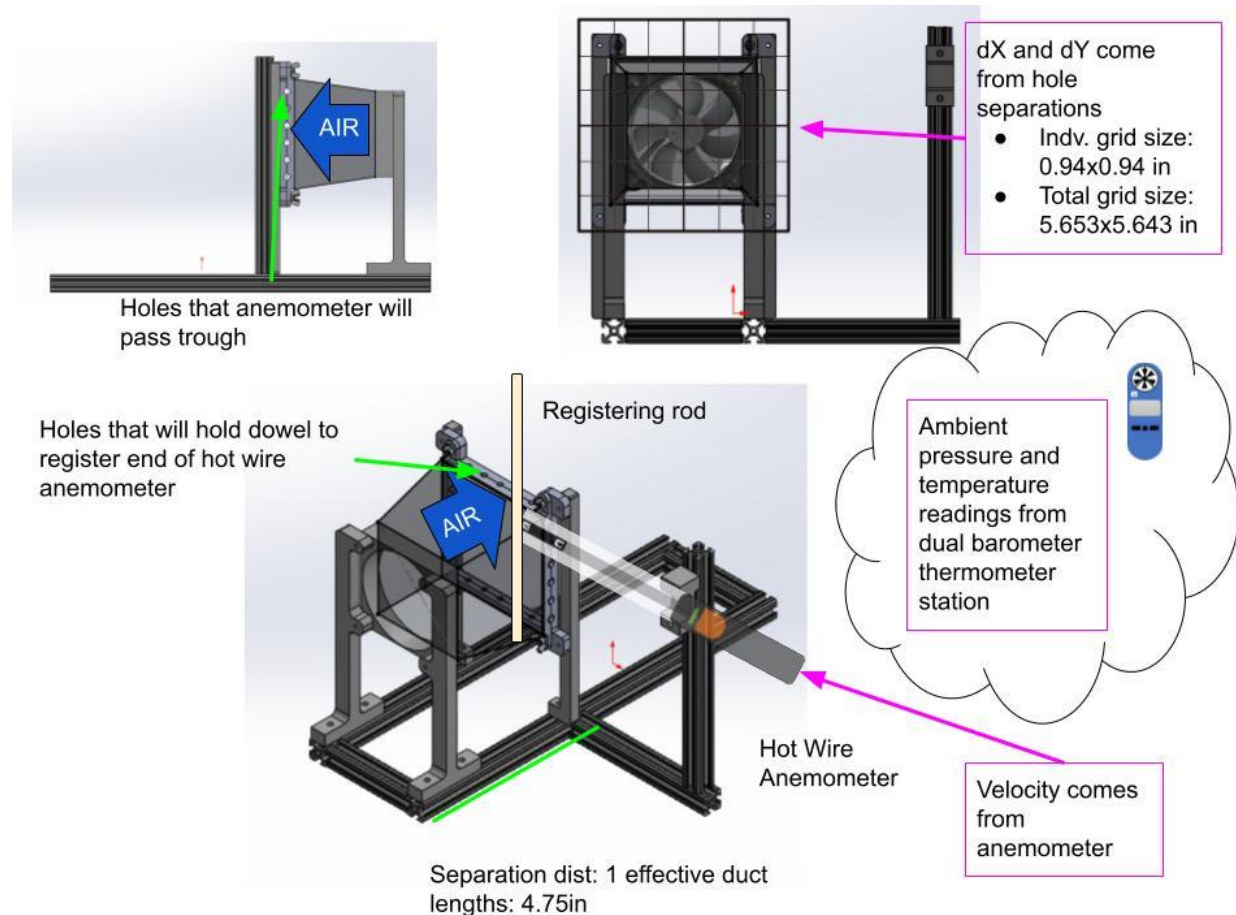 AIR
Holes that anemometer will
pass trough
dX and dY come
from hole
separations
● Indv. grid size:
0.94x0.94 in
● Total grid size:
5.653x5.643 in
Holes that will hold dowel to
register end of hot wire
anemometer
Registering rod
AIR
Ambient
pressure and
temperature
readings from
dual barometer
thermometer
station
Hot Wire
Anemometer
Velocity comes
from
anemometer
Separation dist: 1 effective duct
lengths: 4.75in